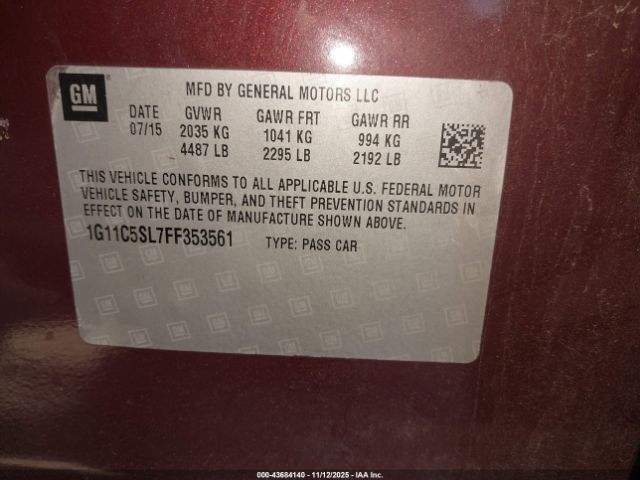 GM
MFD BY GENERAL MOTORS LLC
DATE GVWR GAWR FRT GAWR RR
07/15 2035 KG 1041 KG 994 KG
4487 LB 2295 LB 2192 LB
THIS VEHICLE CONFORMS TO ALL APPLICABLE U.S. FEDERAL MOTOR
VEHICLE SAFETY, BUMPER, AND THEFT PREVENTION STANDARDS IN
EFFECT ON THE DATE OF MANUFACTURE SHOWN ABOVE.
1G11C5SL7FF353561 TYPE: PASS CAR
000-43684140 - 11/12/2025 - IAA Inc.